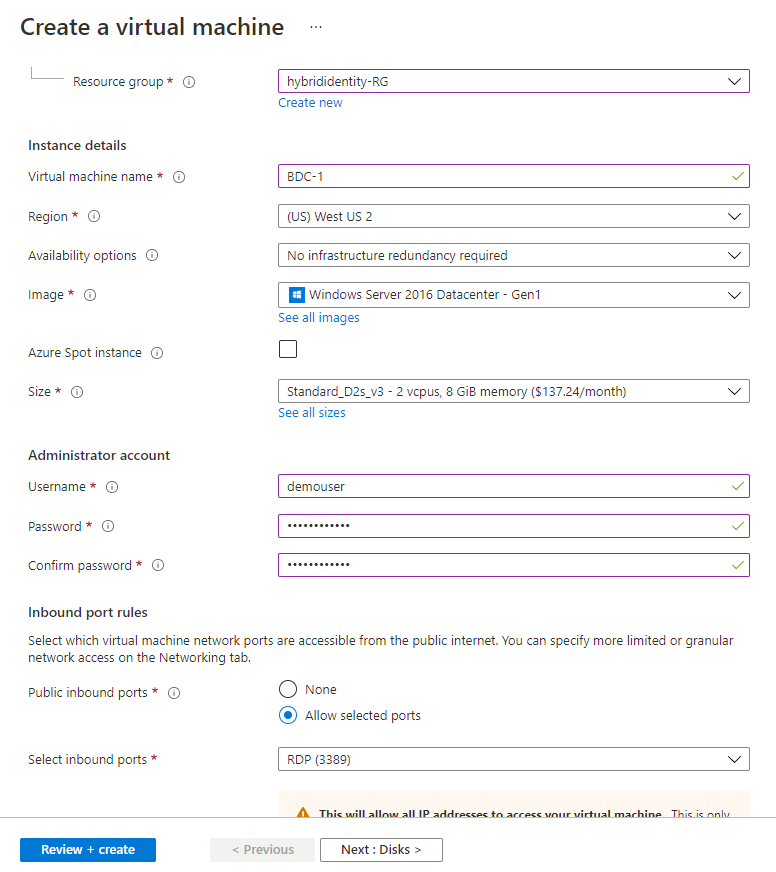 Create a virtual machine ...
Resource group *
hybrididentity-RG
Create new
Instance details
Virtual machine name *
BDC-1
Region *
(US) West US 2
Availability options
No infrastructure redundancy required
Image *
Windows Server 2016 Datacenter - Gen1
See all images
Azure Spot instance
Size *
Standard_D2s_v3 - 2 vcpus, 8 GiB memory ($137.24/month)
See all sizes
Administrator account
Username *
demouser
Password *
••••••••••••
Confirm password *
••••••••••••
Inbound port rules
Select which virtual machine network ports are accessible from the public internet. You can specify more limited or granular
network access on the Networking tab.
Public inbound ports *
None
Allow selected ports
Select inbound ports *
RDP (3389)
This will allow all IP addresses to access your virtual machine. This is only
Review + create
< Previous
Next : Disks >